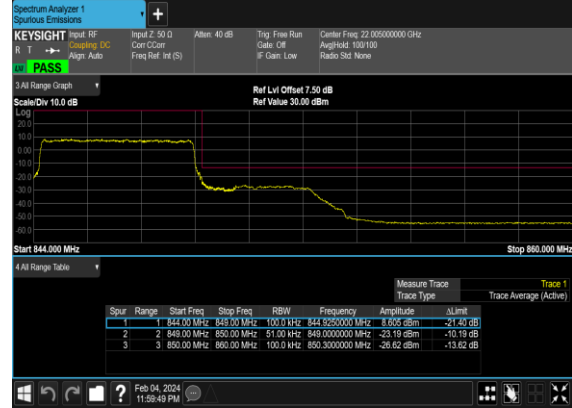 Spectrum Analyzer 1
Spurious Emissions
+
KEYSIGHT Input: RF Input Z: 50 Ω Atten: 40 dB Trig: Free Run Center Freq: 22.005000000 GHz
R T Coupling: DC Corr CCorr Gate: Off Avg|Hold: 100/100
Align: Auto Freq Ref: Int (S) IF Gain: Low Radio Std: None
LXI PASS
3 All Range Graph Ref Lvl Offset 7.50 dB
Scale/Div 10.0 dB Ref Value 30.00 dBm
Log
20.0
10.0
0.00
-10.0
-20.0
-30.0
-40.0
-50.0
-60.0
Start 844.000 MHz Stop 860.000 MHz
4 All Range Table
Measure Trace Trace 1
Trace Type Trace Average (Active)
Spur Range Start Freq Stop Freq RBW Frequency Amplitude ΔLimit
1 1 844.00 MHz 849.00 MHz 100.0 kHz 844.9250000 MHz 8.605 dBm -21.40 dB
2 2 849.00 MHz 850.00 MHz 51.00 kHz 849.0000000 MHz -23.19 dBm -10.19 dB
3 3 850.00 MHz 860.00 MHz 100.0 kHz 850.3000000 MHz -26.62 dBm -13.62 dB
? Feb 04, 2024
11:59:49 PM